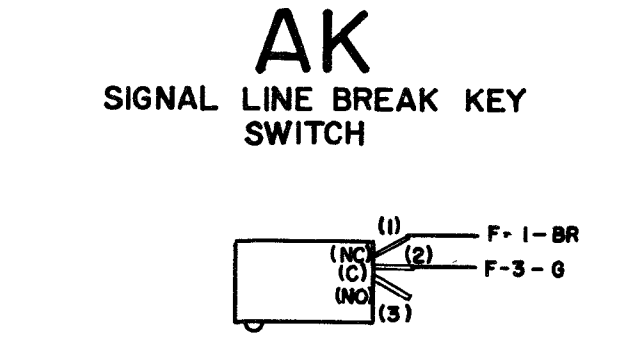 AK
SIGNAL LINE BREAK KEY
SWITCH
(1)
F-1-BR
(NC) (2)
(C) F-3-G
(NO)
(3)